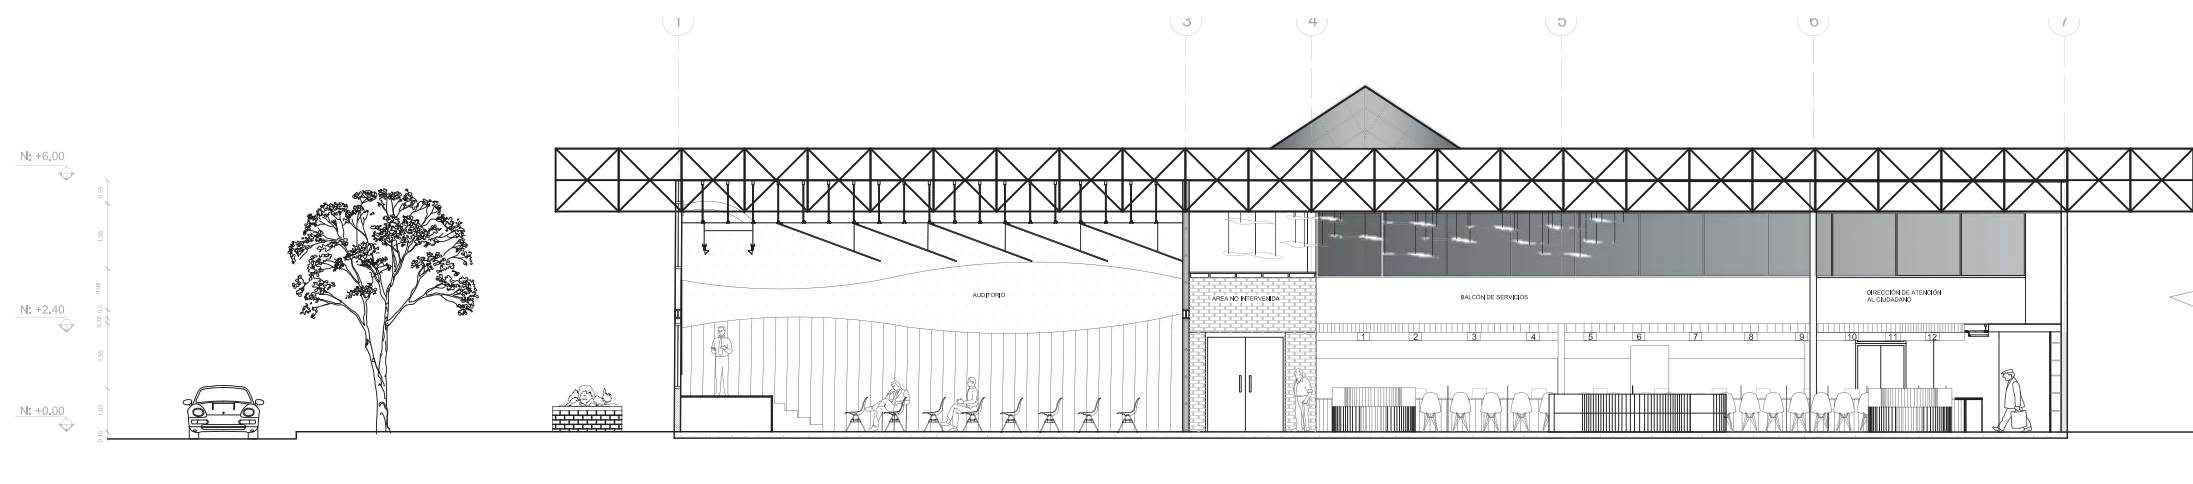 1
3
4
5
6
7
N: +6.00
N: +2.40
N: +0.00
AUDITORIO
ÁREA NO INTERVENIDA
BALCÓN DE SERVICIOS
DIRECCIÓN DE ATENCIÓN
AL CIUDADANO
1 2 3 4 5 6 7 8 9 10 11 12